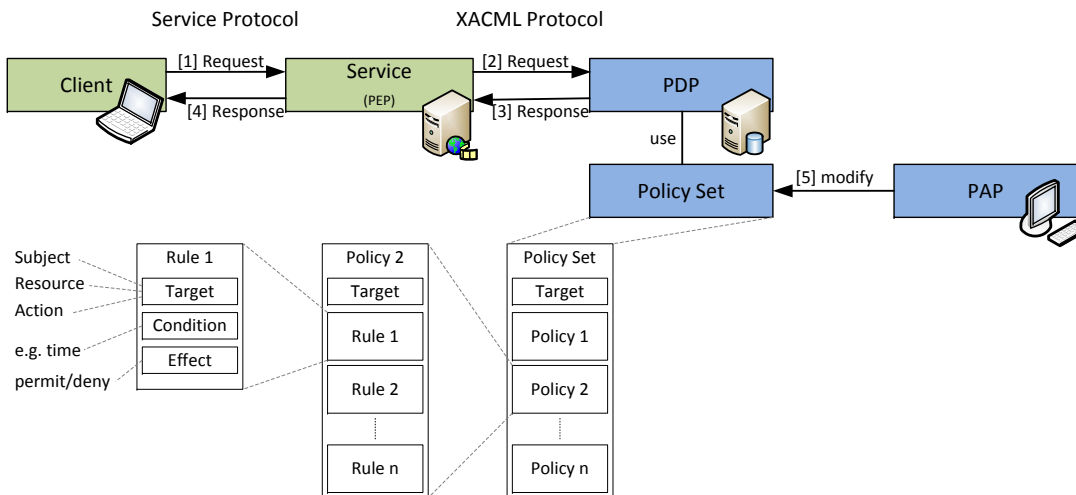 Service Protocol
XACML Protocol
Client
[1] Request
[4] Response
Service
(PEP)
[2] Request
[3] Response
PDP
use
Policy Set
[5] modify
PAP
Subject
Resource
Action
e.g. time
permit/deny
Rule 1
Target
Condition
Effect
Policy 2
Target
Rule 1
Rule 2
Rule n
Policy Set
Target
Policy 1
Policy 2
Policy n